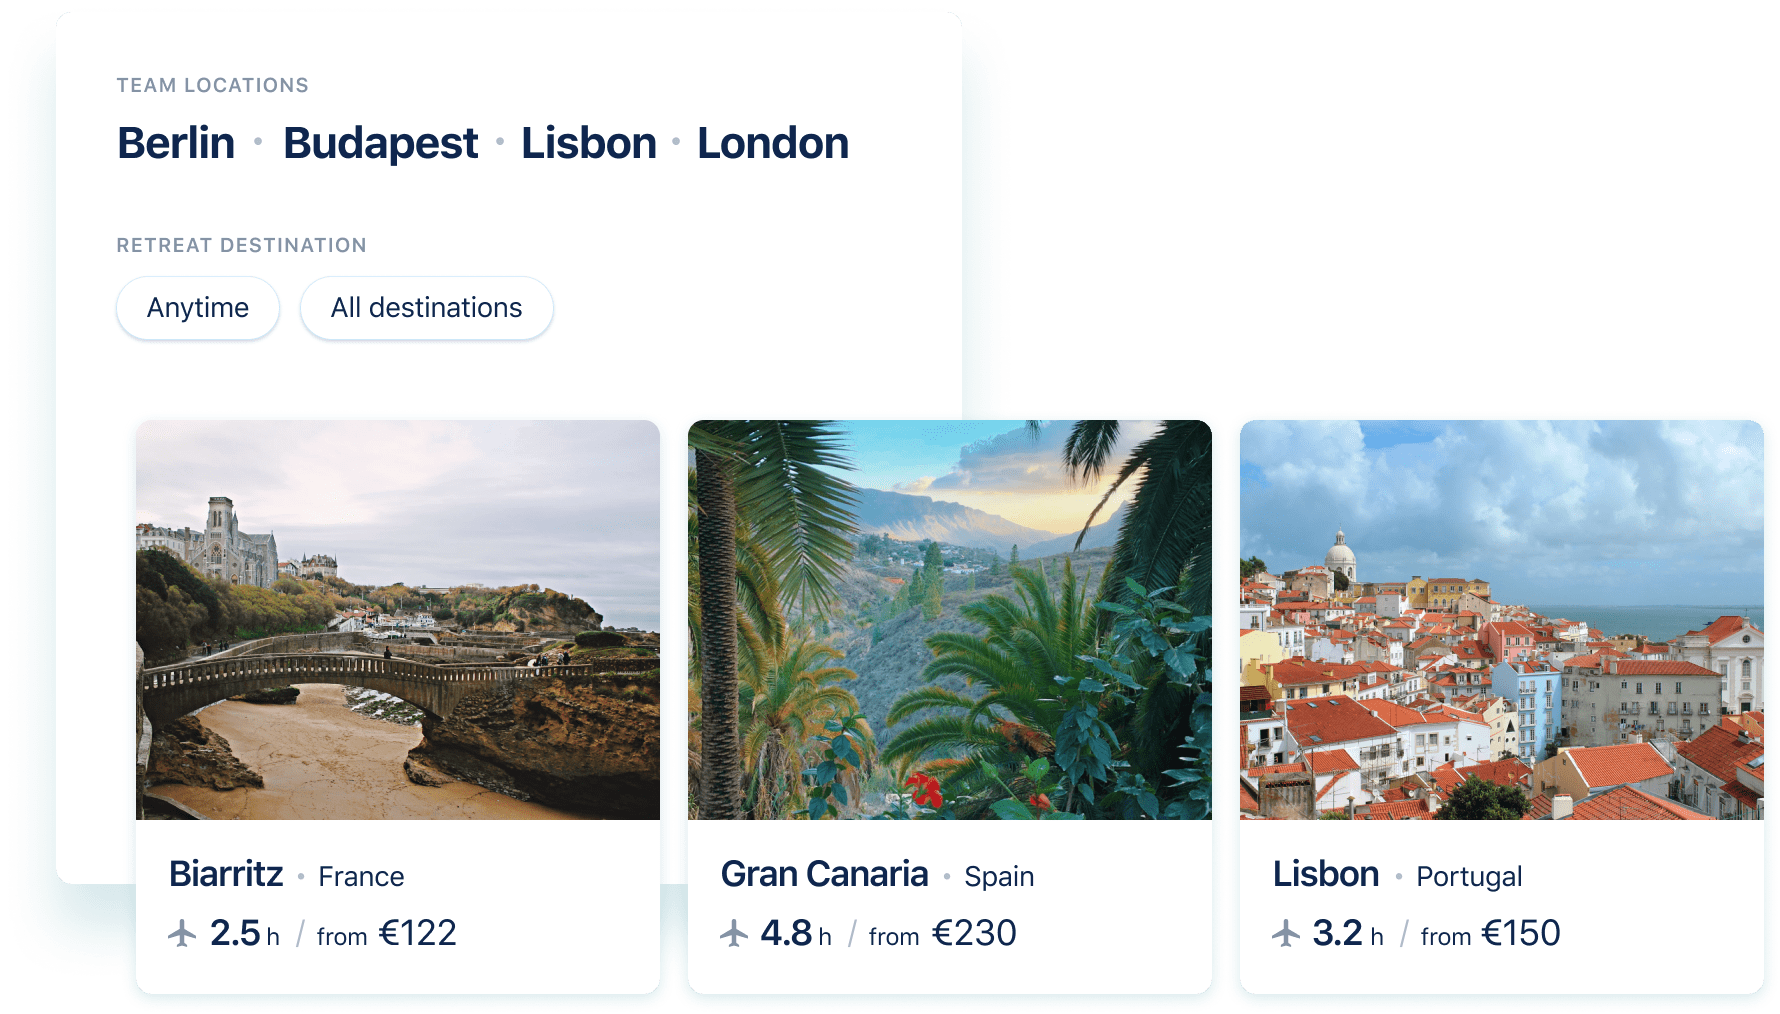 TEAM LOCATIONS
Berlin · Budapest · Lisbon · London
RETREAT DESTINATION
Anytime
All destinations
Biarritz · France
2.5 h / from €122
Gran Canaria · Spain
4.8 h / from €230
Lisbon · Portugal
3.2 h / from €150